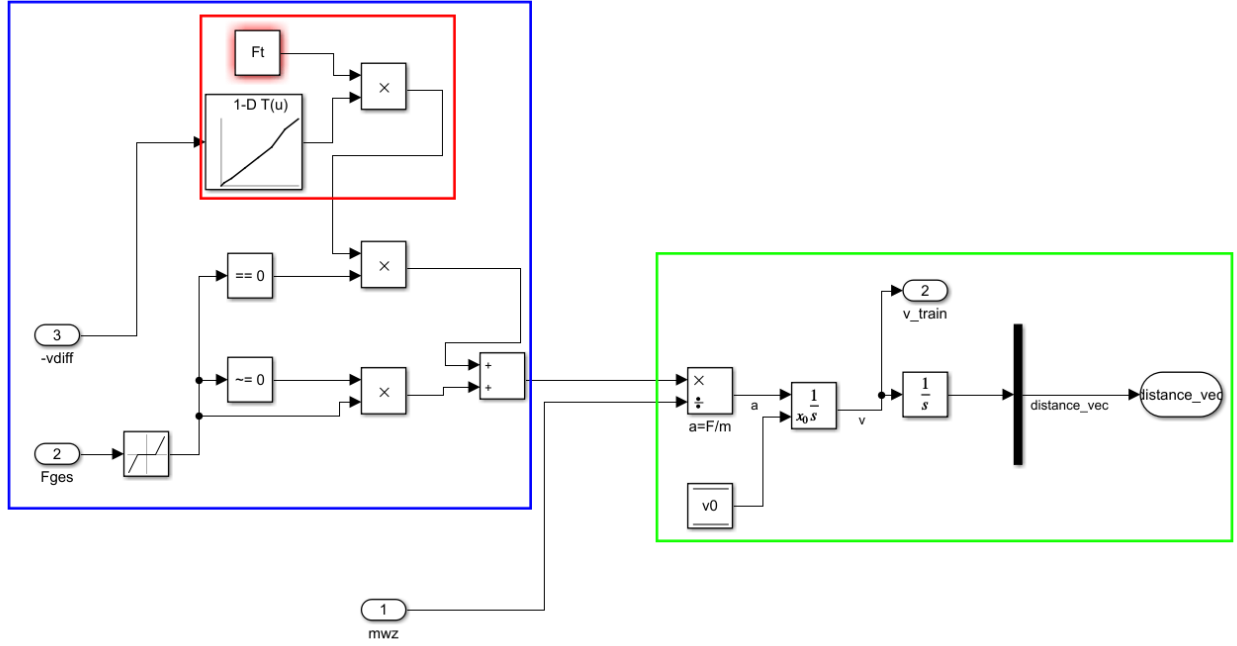 Ft
×
1-D T(u)
== 0
×
3
-vdiff
~= 0
×
+
+
2
Fges
×
÷
a=F/m
a
1
x₀ s
v
2
v_train
1
s
distance_vec
distance_vec
v0
1
mwz